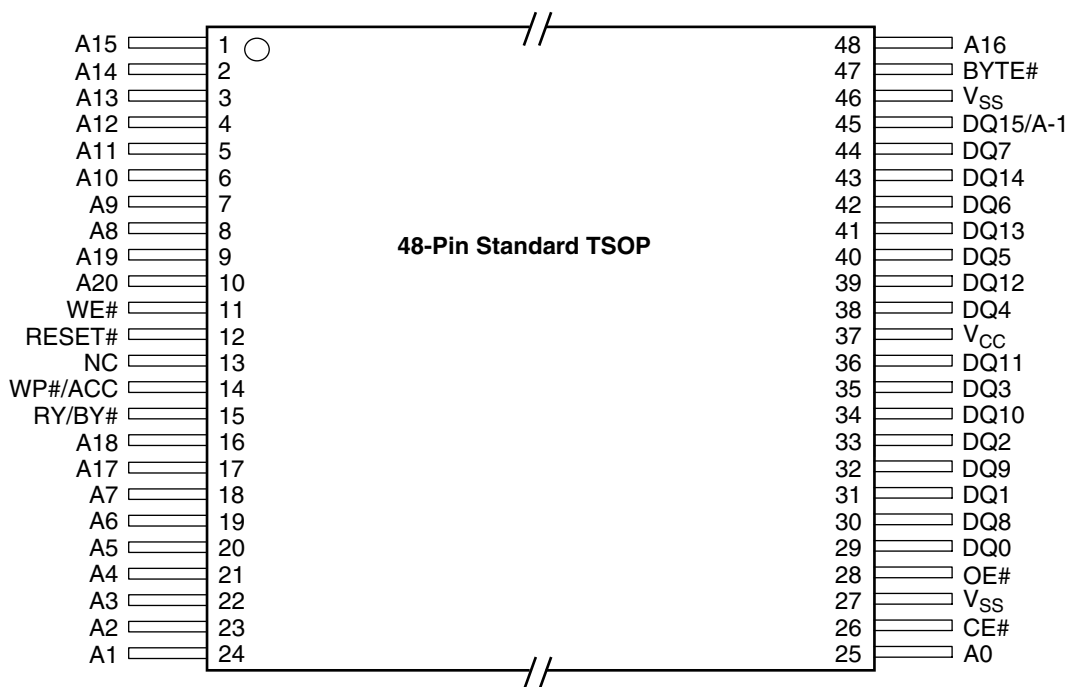 A15 1 48 A16
A14 2 47 BYTE#
A13 3 46 VSS
A12 4 45 DQ15/A-1
A11 5 44 DQ7
A10 6 43 DQ14
A9 7 42 DQ6
A8 8 41 DQ13
48-Pin Standard TSOP
A19 9 40 DQ5
A20 10 39 DQ12
WE# 11 38 DQ4
RESET# 12 37 VCC
NC 13 36 DQ11
WP#/ACC 14 35 DQ3
RY/BY# 15 34 DQ10
A18 16 33 DQ2
A17 17 32 DQ9
A7 18 31 DQ1
A6 19 30 DQ8
A5 20 29 DQ0
A4 21 28 OE#
A3 22 27 VSS
A2 23 26 CE#
A1 24 25 A0